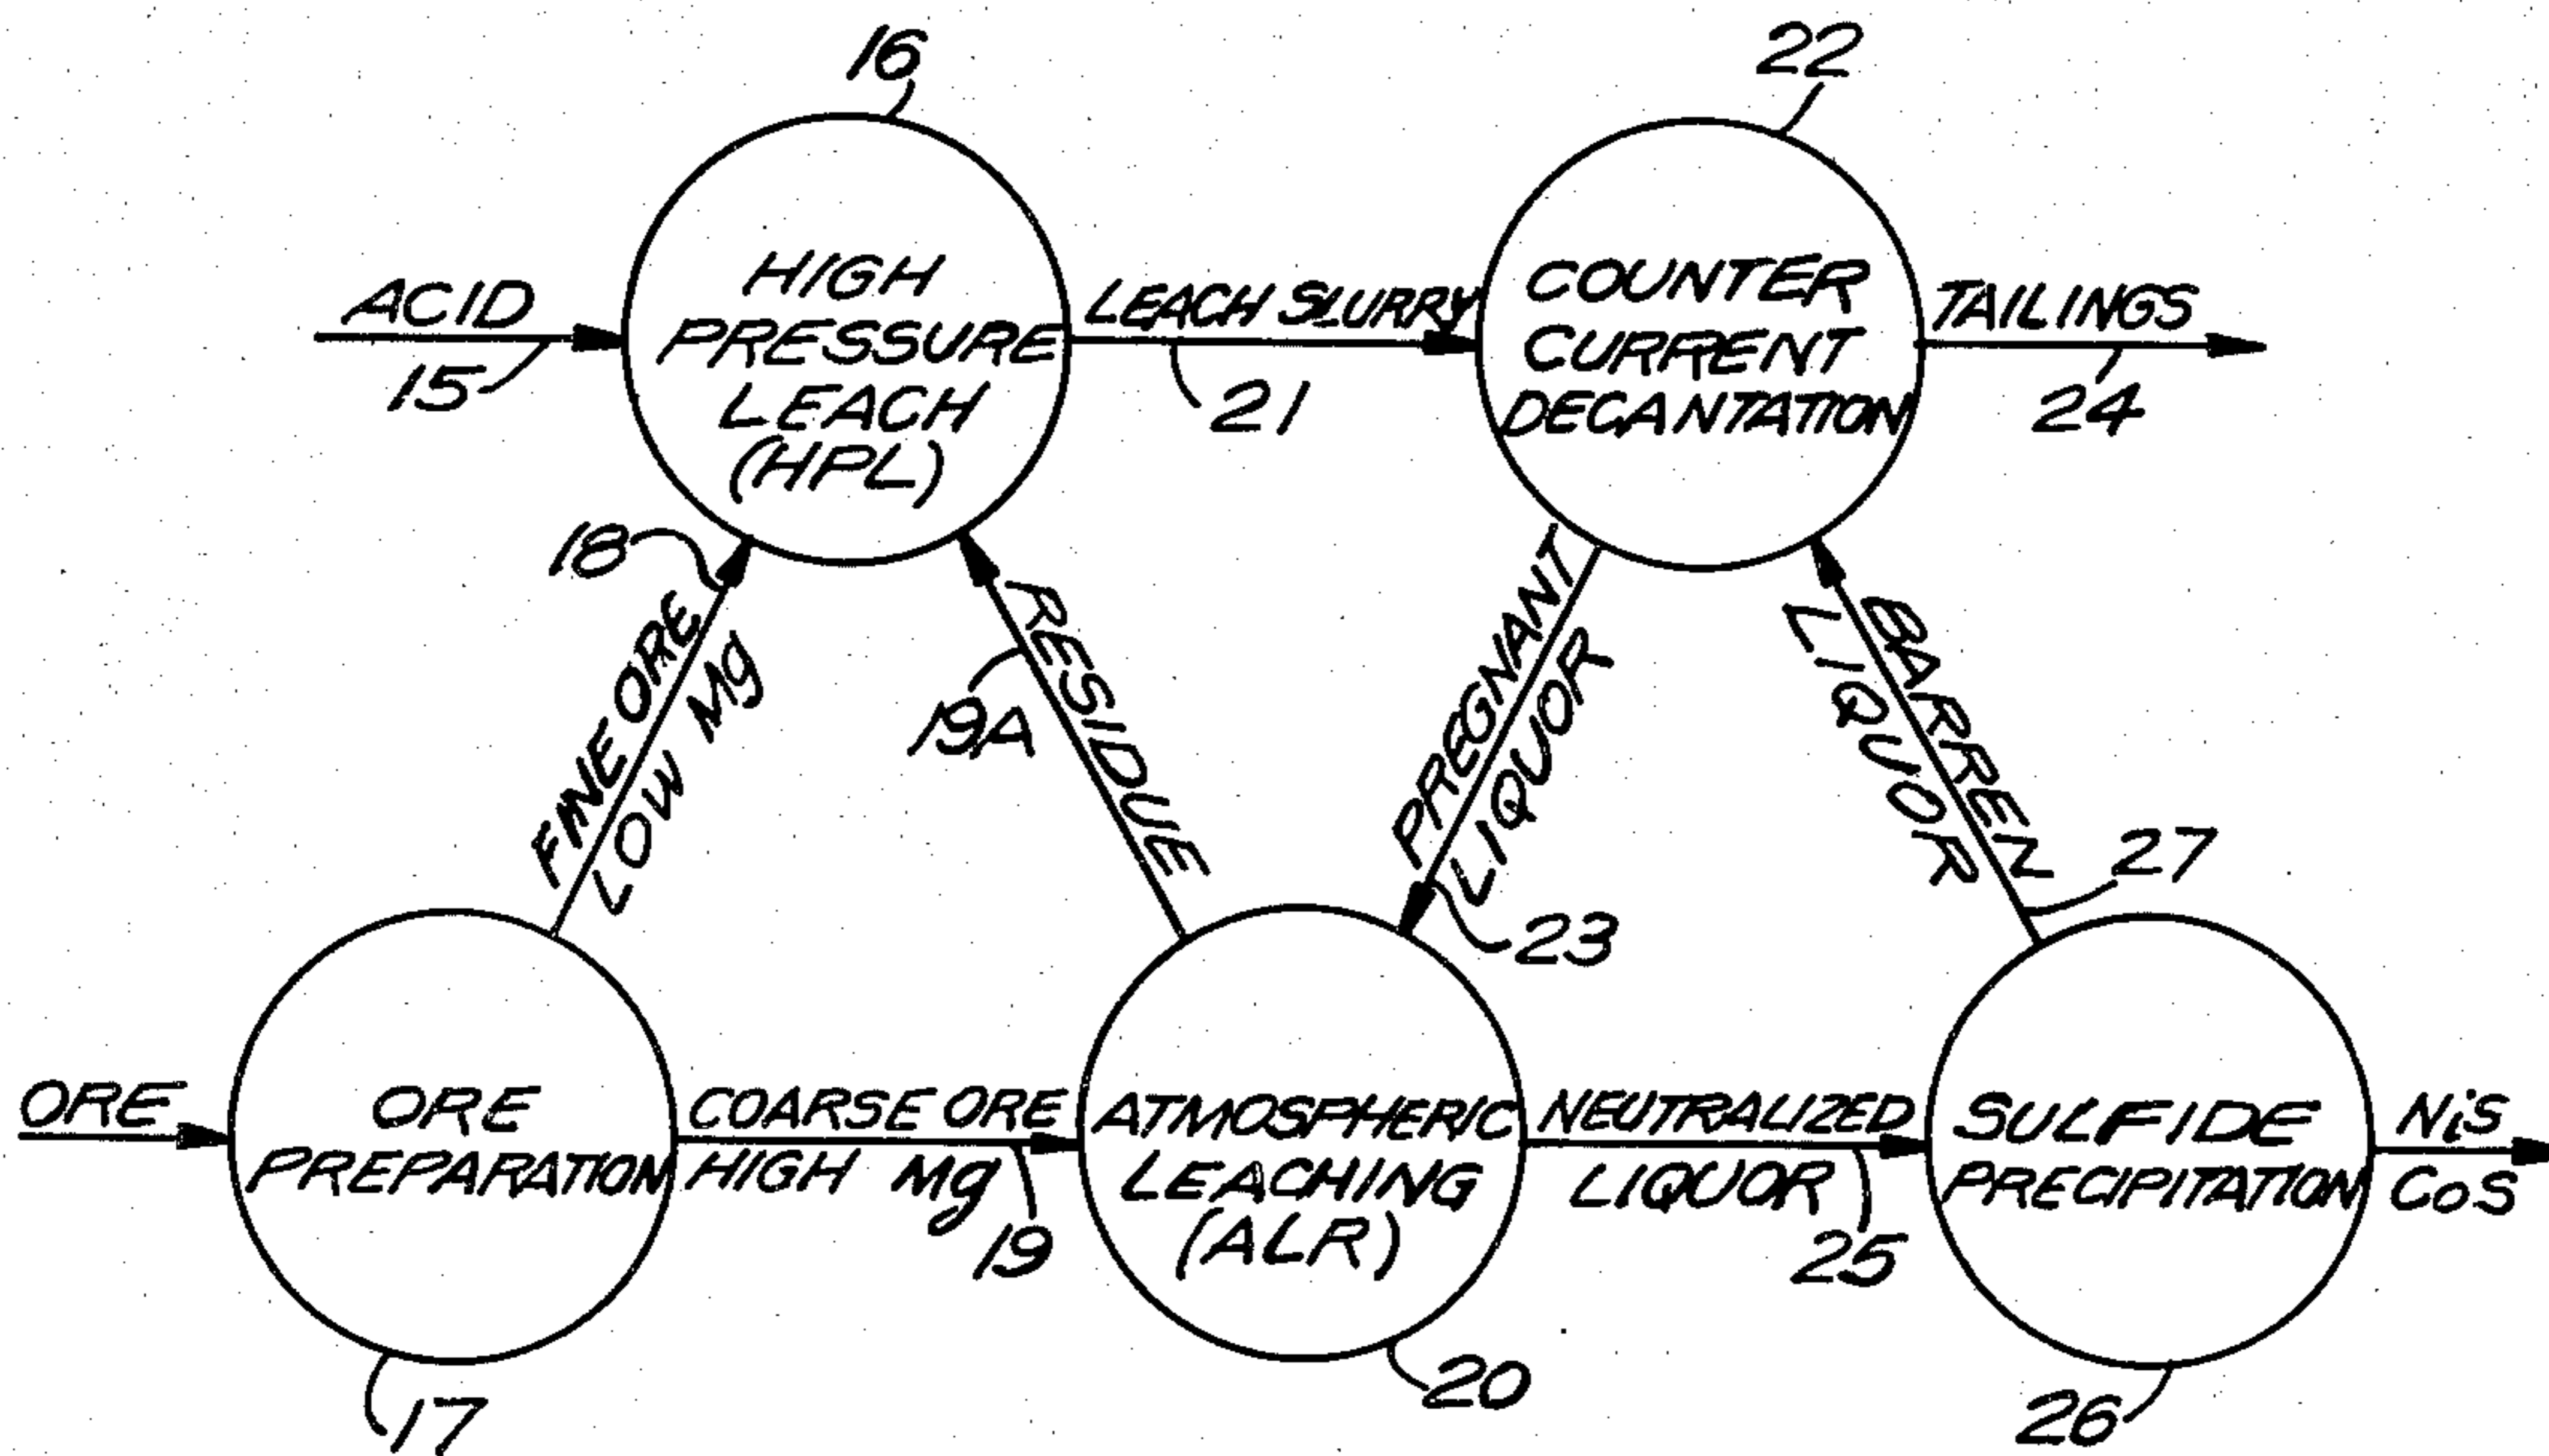 16
22
ACID
15
HIGH
PRESSURE
LEACH
(HPL)
LEACH SLURRY
21
COUNTER
CURRENT
DECANTATION
TAILINGS
24
18
FINE ORE
LOW Mg
19A
RESIDUE
PREGNANT
LIQUOR
23
BARREN
LIQUOR
27
ORE
ORE
PREPARATION
17
COARSE ORE
HIGH Mg
19
ATMOSPHERIC
LEACHING
(ALR)
20
NEUTRALIZED
LIQUOR
25
SULFIDE
PRECIPITATION
26
NiS
CoS